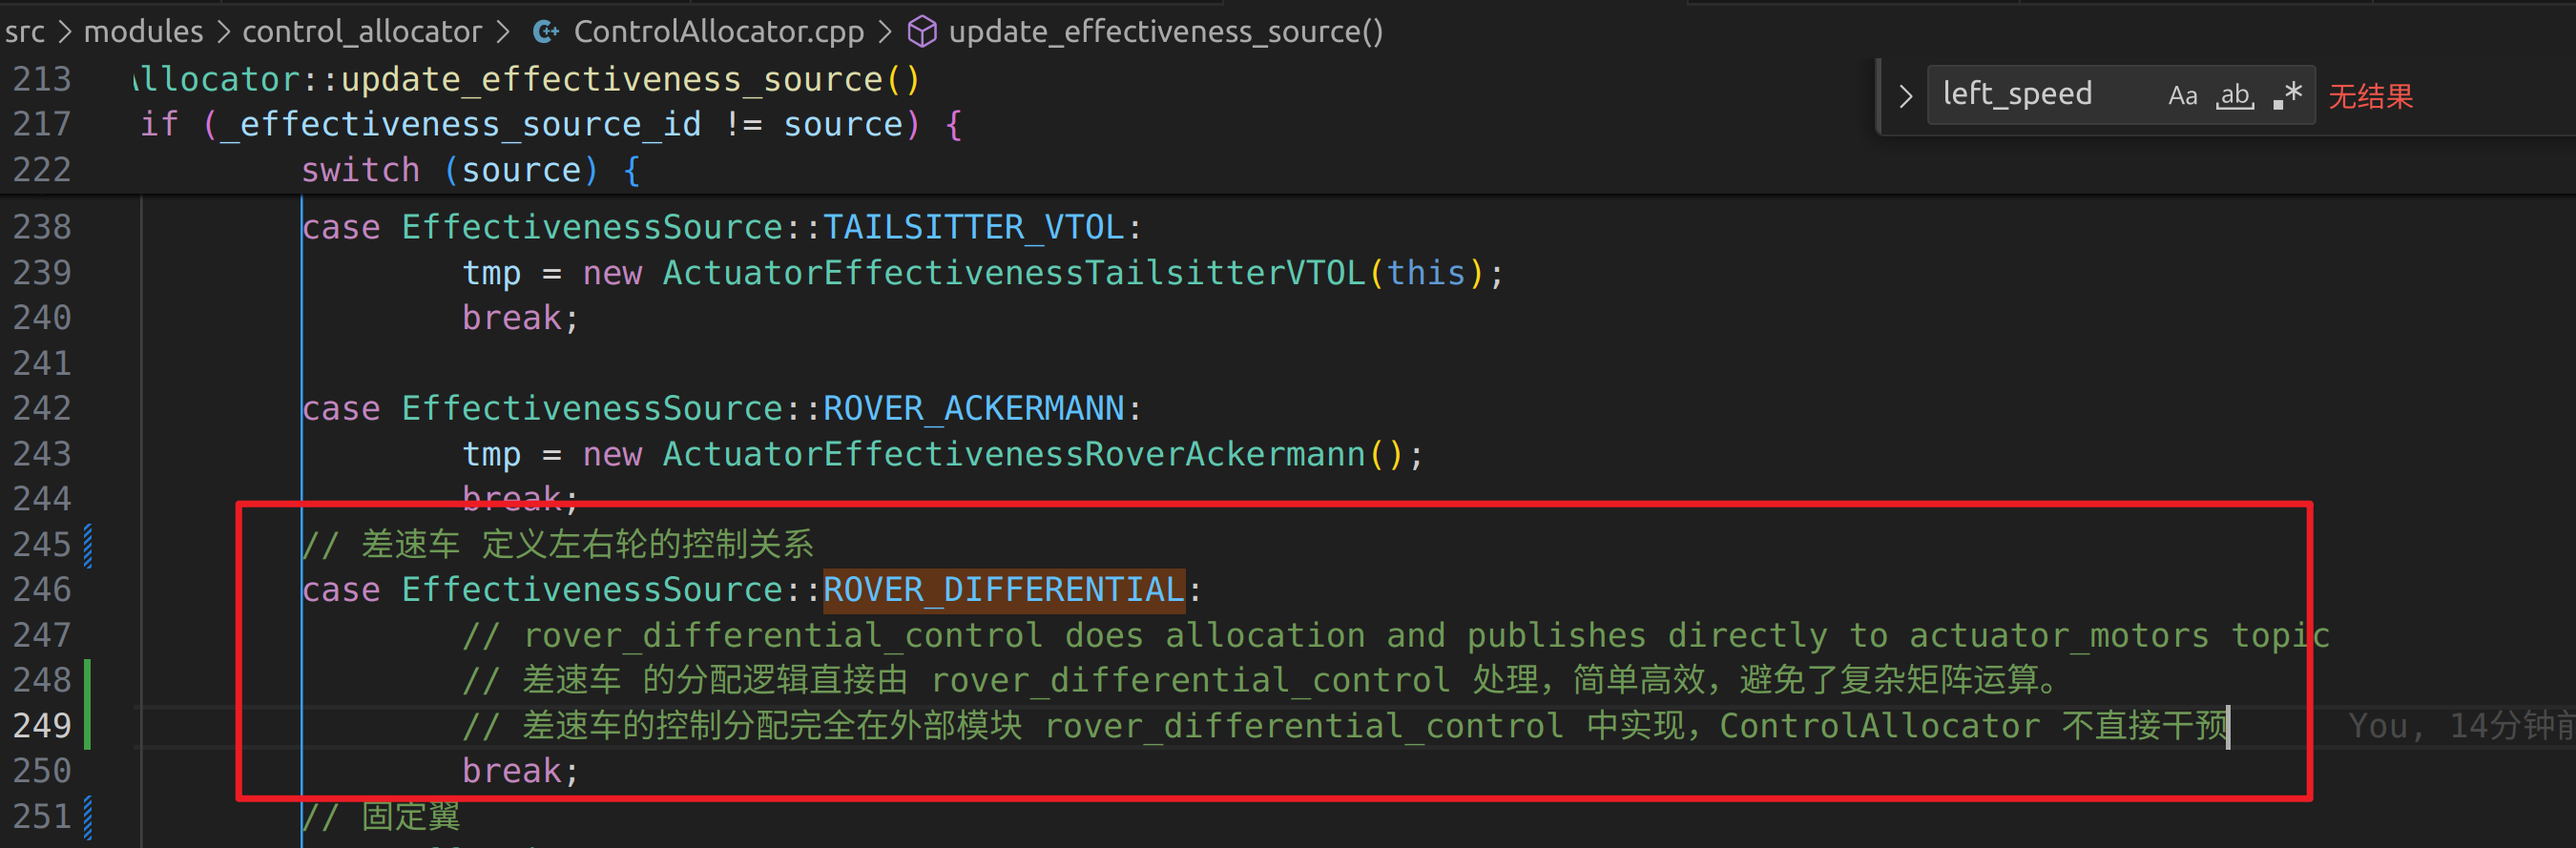 src > modules > control_allocator > ControlAllocator.cpp > update_effectiveness_source()
213 llocator::update_effectiveness_source()
left_speed Aa ab .* 无结果
217 if (_effectiveness_source_id != source) {
222 switch (source) {
238 case EffectivenessSource::TAILSITTER_VTOL:
239 tmp = new ActuatorEffectivenessTailsitterVTOL(this);
240 break;
241
242 case EffectivenessSource::ROVER_ACKERMANN:
243 tmp = new ActuatorEffectivenessRoverAckermann();
244 break;
245 // 差速车 定义左右轮的控制关系
246 case EffectivenessSource::ROVER_DIFFERENTIAL:
247 // rover_differential_control does allocation and publishes directly to actuator_motors topic
248 // 差速车 的分配逻辑直接由 rover_differential_control 处理，简单高效，避免了复杂矩阵运算。
249 // 差速车的控制分配完全在外部模块 rover_differential_control 中实现，ControlAllocator 不直接干预 You, 14分钟前
250 break;
251 // 固定翼